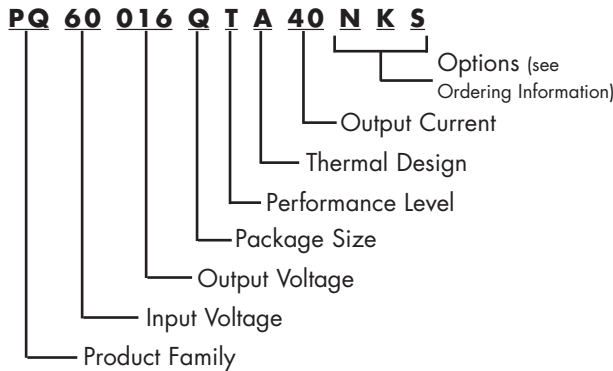 PQ 60 016 Q T A 40 N K S
Options (see
Ordering Information)
Output Current
Thermal Design
Performance Level
Package Size
Output Voltage
Input Voltage
Product Family